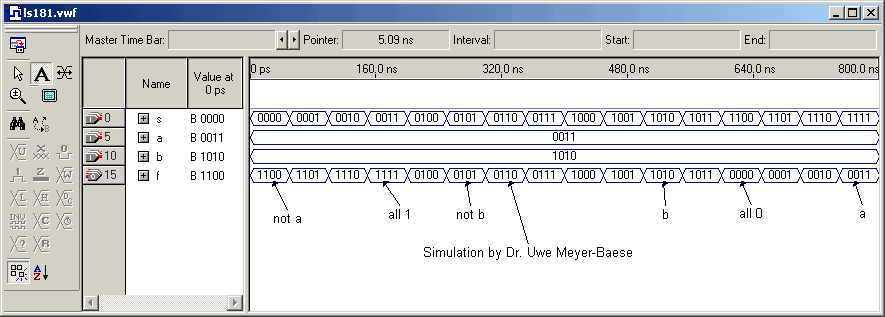 ls181.vwf
Master Time Bar: Pointer: 5.09 ns Interval: Start: End:
Name Value at 0 ps 0 ps 160.0 ns 320.0 ns 480.0 ns 640.0 ns 800.0 ns
0 s B 0000 0000 0001 0010 0011 0100 0101 0110 0111 1000 1001 1010 1011 1100 1101 1110 1111
5 a B 0011 0011
10 b B 1010 1010
15 f B 1100 1100 1101 1110 1111 0100 0101 0110 0111 1000 1001 1010 1011 0000 0001 0010 0011
not a all 1 not b b all 0 a
Simulation by Dr. Uwe Meyer-Baese